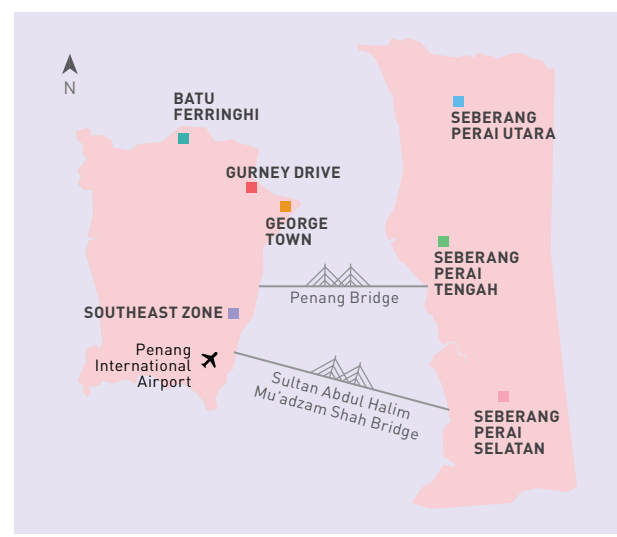 N
BATU
FERRINGHI
GURNEY DRIVE
GEORGE
TOWN
SEBERANG
PERAI UTARA
SEBERANG
PERAI
TENGAH
Penang Bridge
SOUTHEAST ZONE
Penang
International
Airport
Sultan Abdul Halim
Mu'adzam Shah Bridge
SEBERANG
PERAI
SELATAN